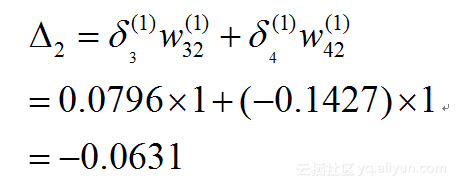 Δ₂ = δ₃⁽¹⁾w₃₂⁽¹⁾ + δ₄⁽¹⁾w₄₂⁽¹⁾
= 0.0796×1+(−0.1427)×1
= −0.0631
云栖社区 yq.aliyun.com